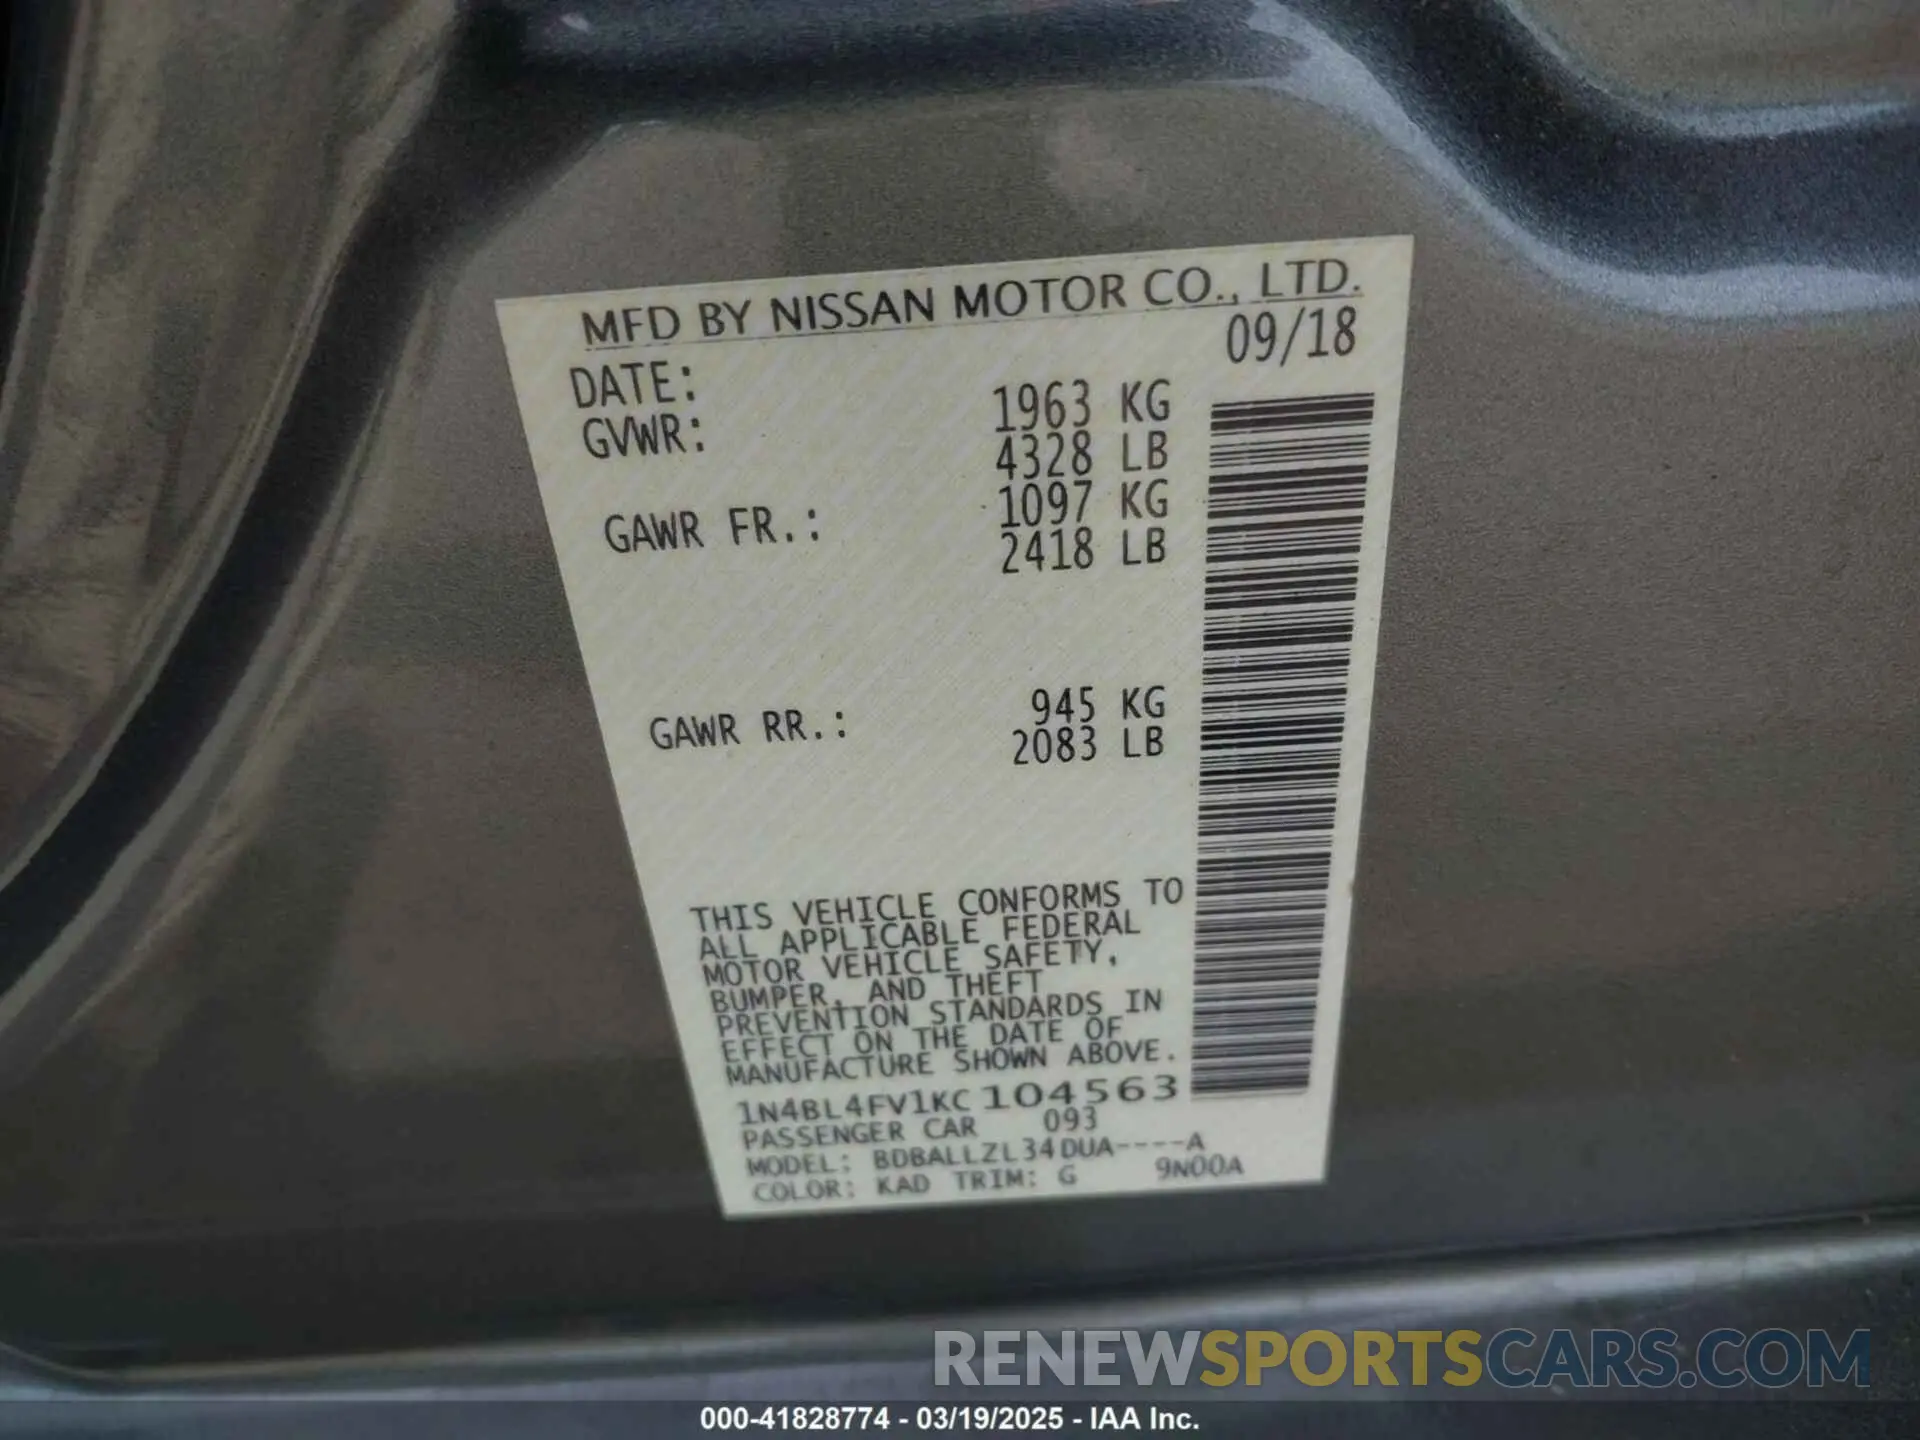 MFD BY NISSAN MOTOR CO., LTD.
DATE: 09/18
GVWR: 1963 KG
4328 LB
GAWR FR.: 1097 KG
2418 LB
GAWR RR.: 945 KG
2083 LB
THIS VEHICLE CONFORMS TO
ALL APPLICABLE FEDERAL
MOTOR VEHICLE SAFETY,
BUMPER, AND THEFT
PREVENTION STANDARDS IN
EFFECT ON THE DATE OF
MANUFACTURE SHOWN ABOVE.
1N4BL4FV1KC104563
PASSENGER CAR 093
MODEL: BDBALLZL34DUA----A
COLOR: KAD TRIM: G 9N00A
RENEWSPORTSCARS.COM
000-41828774 - 03/19/2025 - IAA Inc.